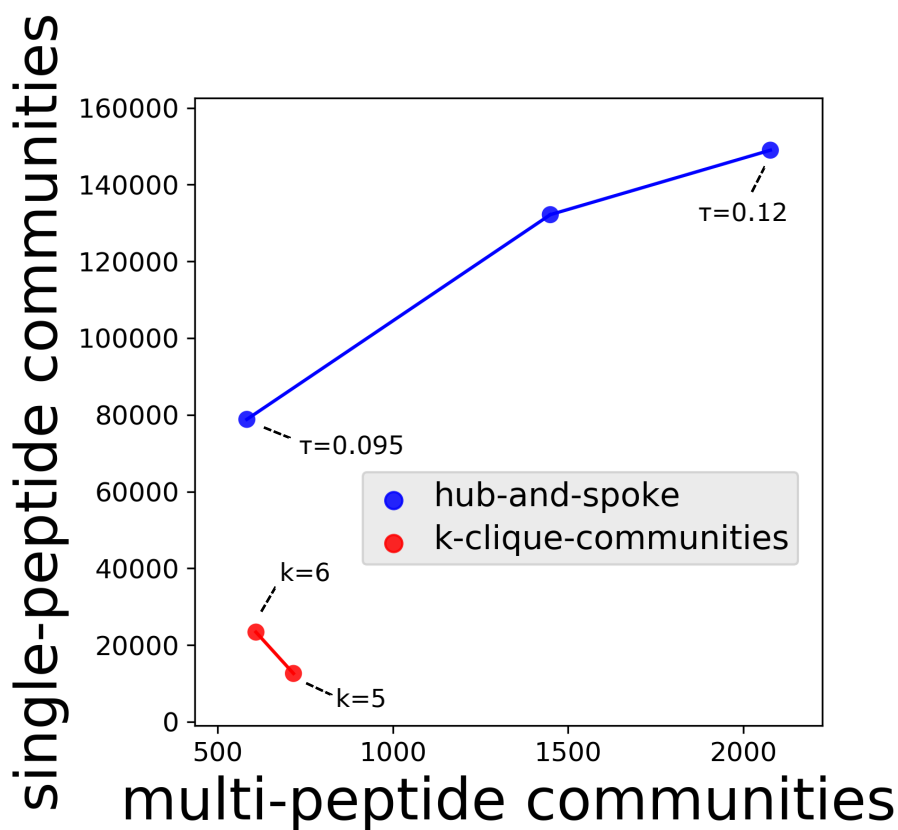 single-peptide communities
160000
140000
120000
100000
80000
60000
40000
20000
0
τ=0.12
τ=0.095
hub-and-spoke
k-clique-communities
k=6
k=5
500 1000 1500 2000
multi-peptide communities